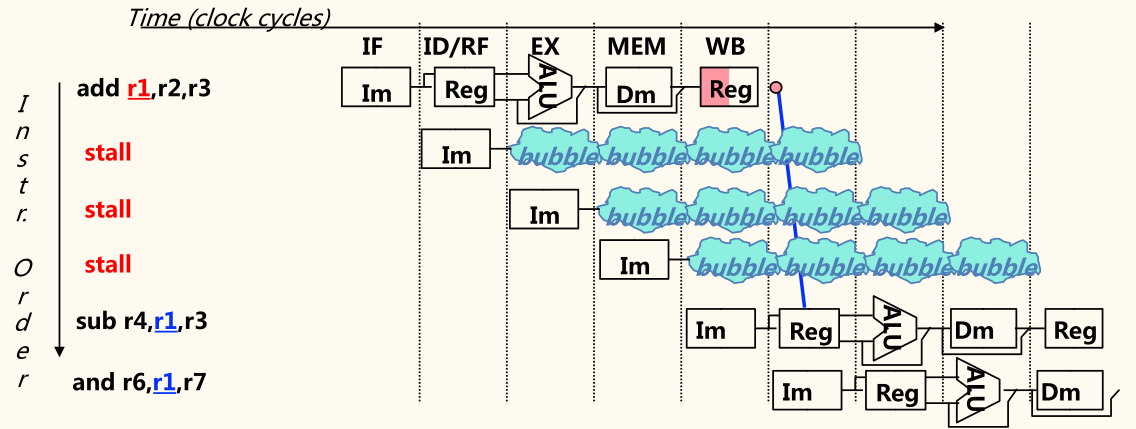 Time (clock cycles)
IF ID/RF EX MEM WB
Instr. Order
add r1,r2,r3 Im Reg ALU Dm Reg
stall Im bubble bubble bubble bubble
stall Im bubble bubble bubble bubble
stall Im bubble bubble bubble bubble
sub r4,r1,r3 Im Reg ALU Dm Reg
and r6,r1,r7 Im Reg ALU Dm